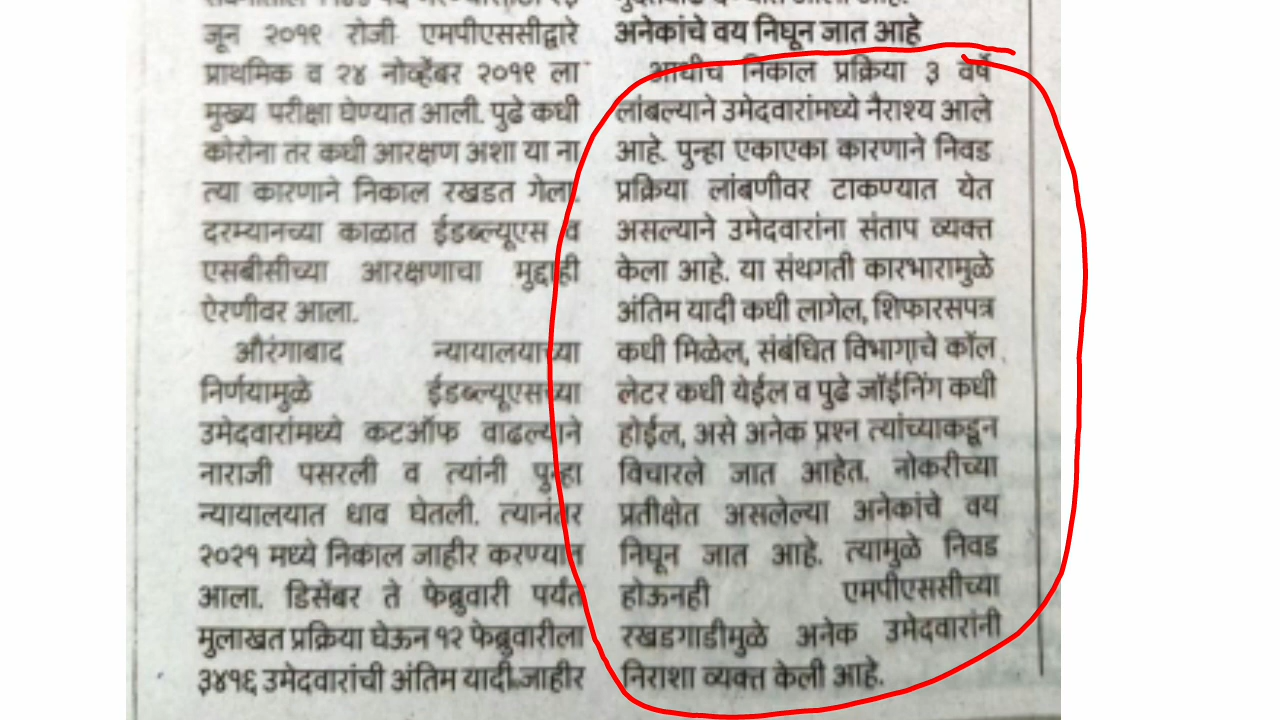 जून २०१९ रोजी एमपीएससीद्वारे
प्राथमिक व २४ नोव्हेंबर २०१९ ला
मुख्य परीक्षा घेण्यात आली. पुढे कधी
कोरोना तर कधी आरक्षण अशा या ना
त्या कारणाने निकाल रखडत गेला.
दरम्यानच्या काळात ईडब्ल्यूएस व
एसबीसीच्या आरक्षणाचा मुद्दाही
ऐरणीवर आला.
औरंगाबाद न्यायालयाच्या
निर्णयामुळे ईडब्ल्यूएसच्या
उमेदवारांमध्ये कटऑफ वाढल्याने
नाराजी पसरली व त्यांनी पुन्हा
न्यायालयात धाव घेतली. त्यानंतर
२०२१ मध्ये निकाल जाहीर करण्यात
आला. डिसेंबर ते फेब्रुवारी पर्यंत
मुलाखत प्रक्रिया घेऊन १२ फेब्रुवारीला
३४१६ उमेदवारांची अंतिम यादी जाहीर
अनेकांचे वय निघून जात आहे
आधीच निकाल प्रक्रिया ३ वर्षे
लांबल्याने उमेदवारांमध्ये नैराश्य आले
आहे. पुन्हा एकाएका कारणाने निवड
प्रक्रिया लांबणीवर टाकण्यात येत
असल्याने उमेदवारांना संताप व्यक्त
केला आहे. या संथगती कारभारामुळे
अंतिम यादी कधी लागेल, शिफारसपत्र
कधी मिळेल, संबंधित विभागाचे कॉल
लेटर कधी येईल व पुढे जॉईनिंग कधी
होईल, असे अनेक प्रश्न त्यांच्याकडून
विचारले जात आहेत. नोकरीच्या
प्रतीक्षेत असलेल्या अनेकांचे वय
निघून जात आहे. त्यामुळे निवड
होऊनही एमपीएससीच्या
रखडगाडीमुळे अनेक उमेदवारांनी
निराशा व्यक्त केली आहे.